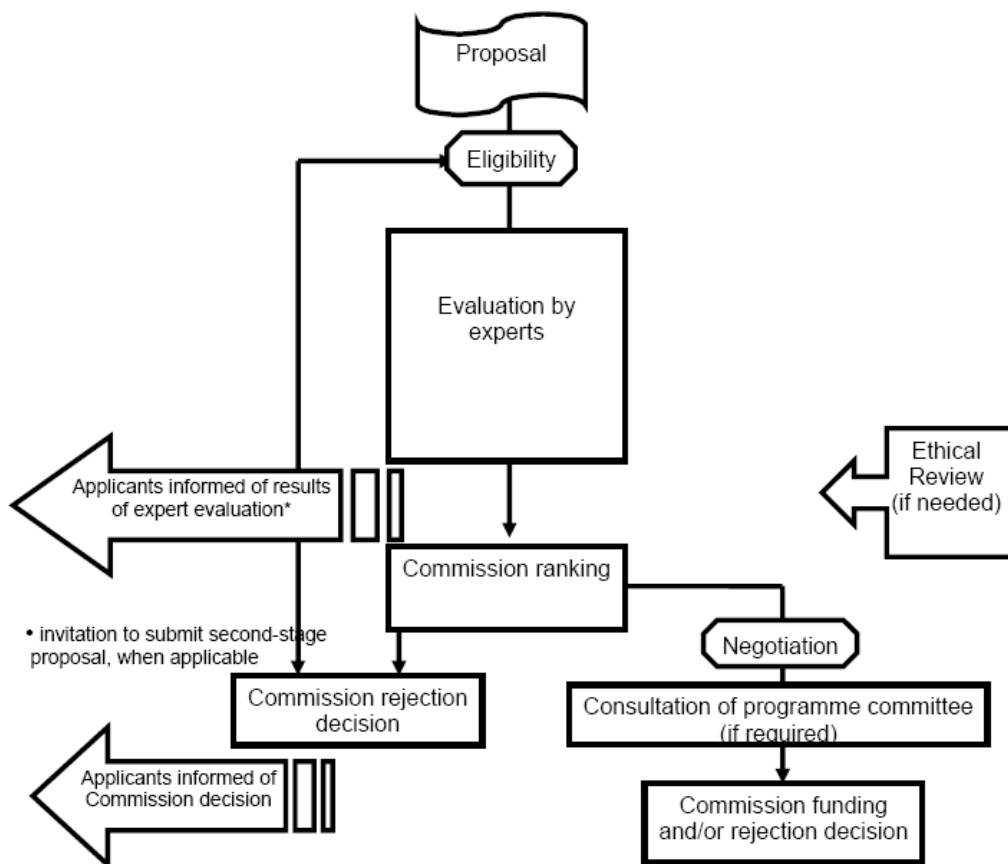 Proposal
Eligibility
Evaluation by
experts
Applicants informed of results
of expert evaluation*
Ethical
Review
(if needed)
Commission ranking
• invitation to submit second-stage
proposal, when applicable
Negotiation
Commission rejection
decision
Consultation of programme committee
(if required)
Applicants informed of
Commission decision
Commission funding
and/or rejection decision